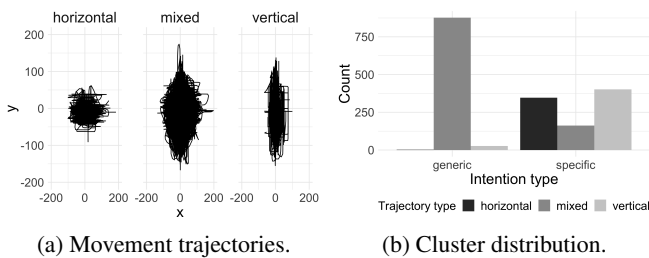 horizontal mixed vertical
200
100
0
-100
-200
y
-200 0 200 -200 0 200 -200 0 200
x
(a) Movement trajectories.
750
500
250
0
Count
generic specific
Intention type
Trajectory type horizontal mixed vertical
(b) Cluster distribution.